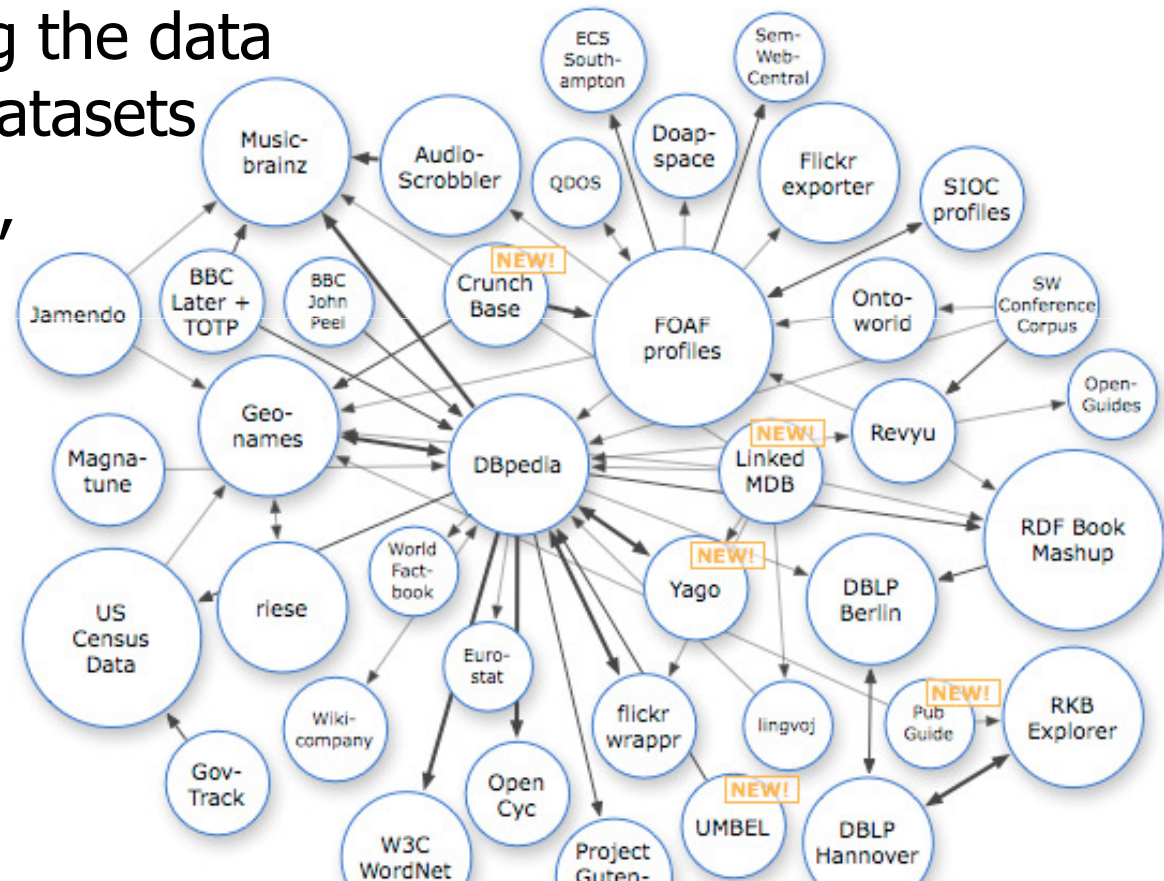 g the data
atasets
,
ECS
South-
ampton
Sem-
Web-
Central
Music-
brainz
Audio-
Scrobbler
QDOS
Doap-
space
Flickr
exporter
SIOC
profiles
Jamendo
BBC
Later +
TOTP
BBC
John
Peel
NEW!
Crunch
Base
FOAF
profiles
Onto-
world
SW
Conference
Corpus
Open-
Guides
Geo-
names
Magna-
tune
DBpedia
NEW!
Linked
MDB
Revyu
RDF Book
Mashup
US
Census
Data
riese
World
Fact-
book
NEW!
Yago
DBLP
Berlin
Euro-
stat
Wiki-
company
flickr
wrappr
lingvoj
NEW!
Pub
Guide
RKB
Explorer
Gov-
Track
Open
Cyc
NEW!
UMBEL
W3C
WordNet
Project
Guten-
DBLP
Hannover